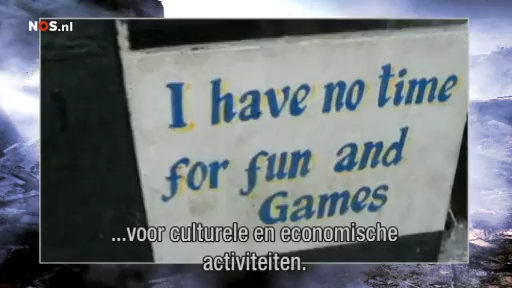 NOS.nl
I have no time
for fun and
Games
...voor culturele en economische
activiteiten.